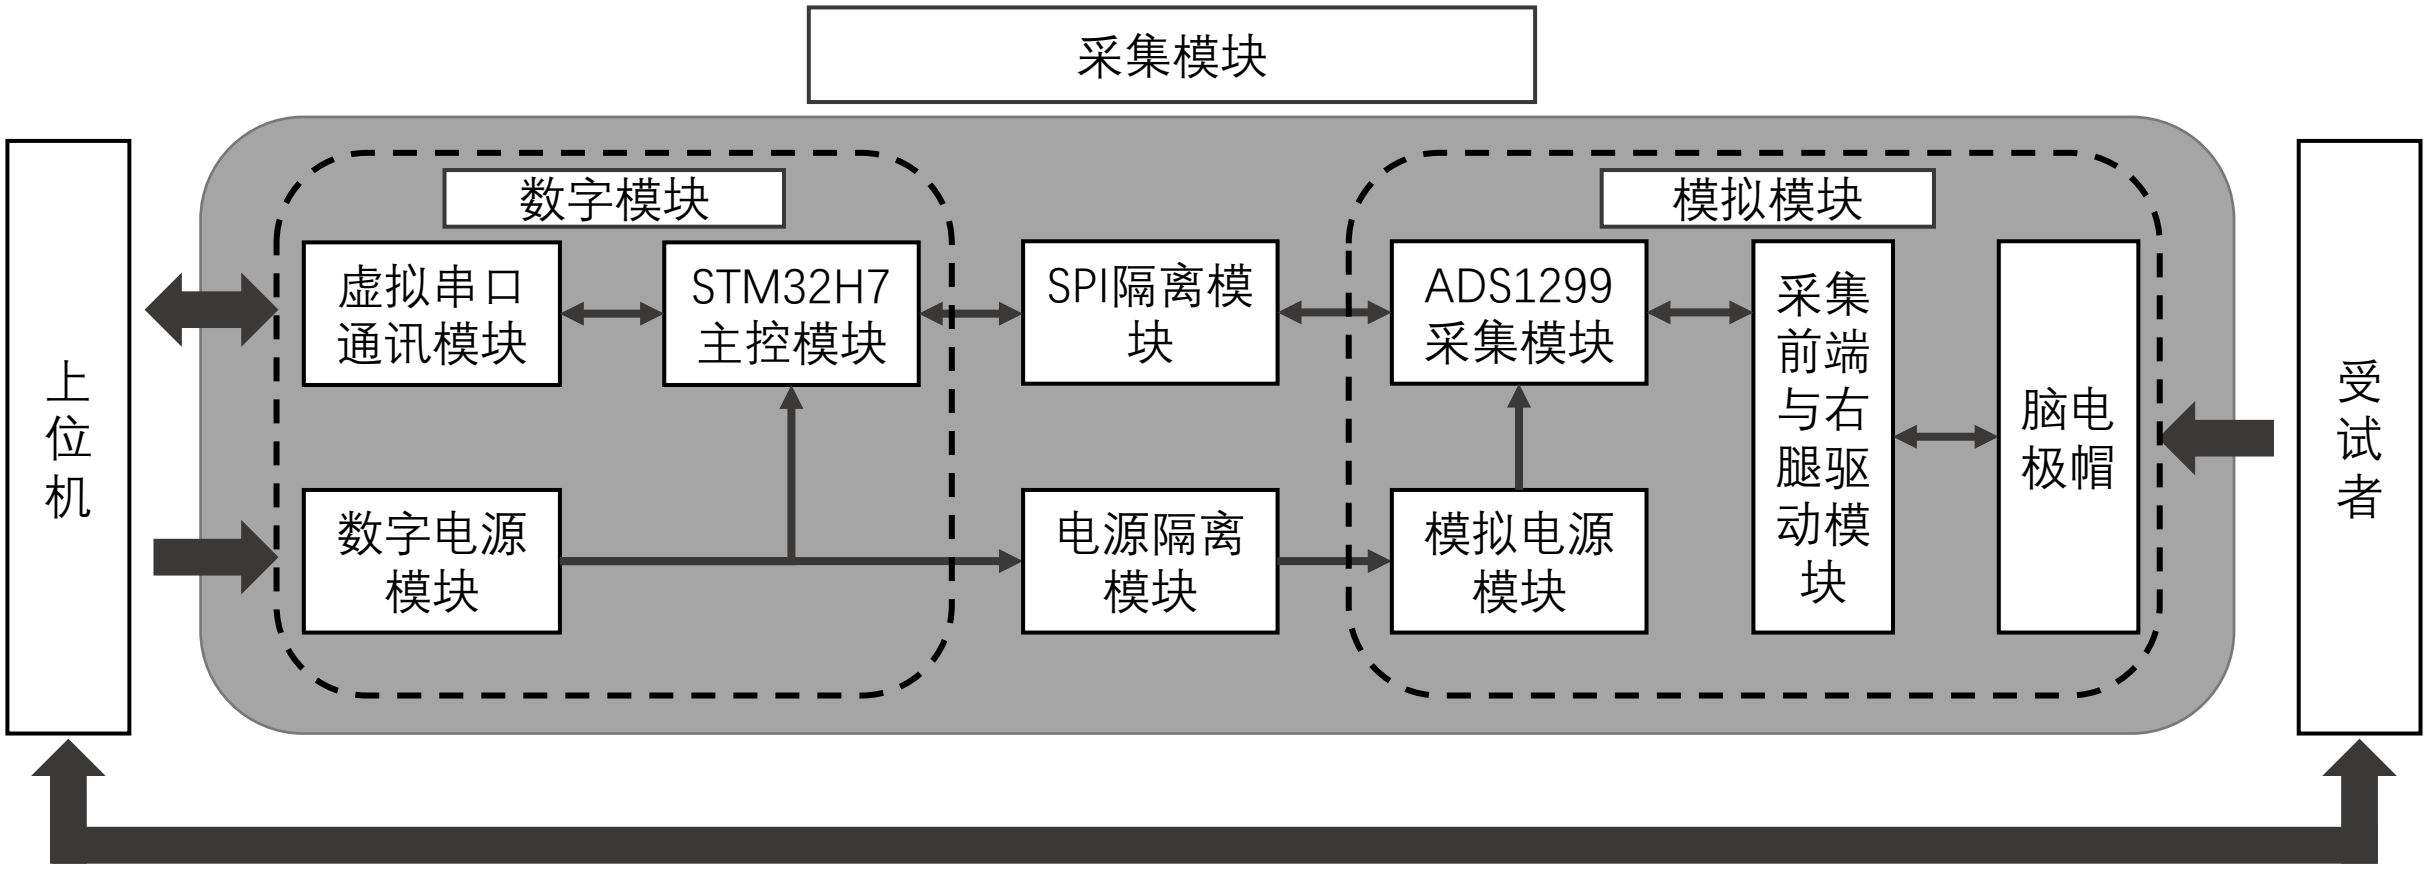 采集模块
数字模块
模拟模块
上
位
机
虚拟串口
通讯模块
STM32H7
主控模块
SPI隔离模
块
ADS1299
采集模块
采集
前端
与右
腿驱
动模
块
脑电
极帽
受
试
者
数字电源
模块
电源隔离
模块
模拟电源
模块